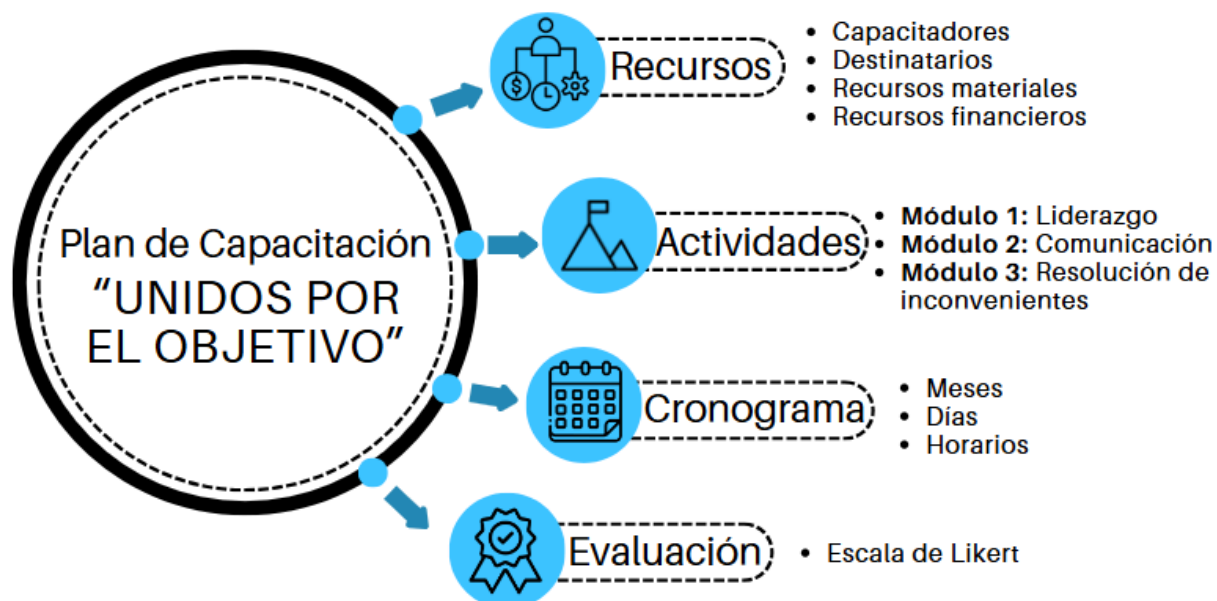 Plan de Capacitación
“UNIDOS POR
EL OBJETIVO”
Recursos
• Capacitadores
• Destinatarios
• Recursos materiales
• Recursos financieros
Actividades
• Módulo 1: Liderazgo
• Módulo 2: Comunicación
• Módulo 3: Resolución de
inconvenientes
Cronograma
• Meses
• Días
• Horarios
Evaluación
• Escala de Likert